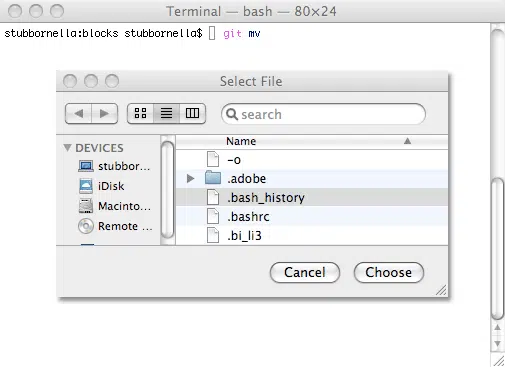 Terminal — bash — 80×24
stubbornella:blocks stubbornella$ git mv
Select File
search
DEVICES
stubbor...
iDisk
Macinto...
Remote ...
Name
-o
.adobe
.bash_history
.bashrc
.bi_li3
Cancel
Choose